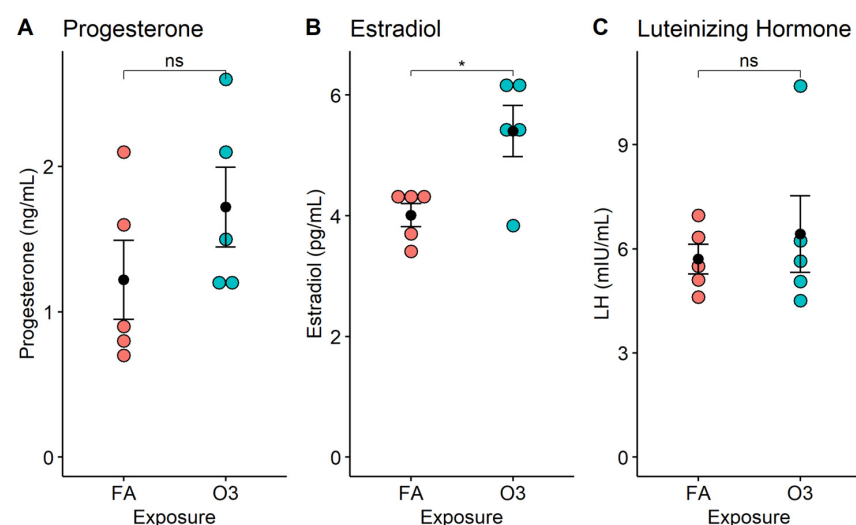 A Progesterone
ns
Progesterone (ng/mL)
2
1
0
FA O3
Exposure
B Estradiol
*
Estradiol (pg/mL)
6
4
2
0
FA O3
Exposure
C Luteinizing Hormone
ns
LH (mIU/mL)
9
6
3
0
FA O3
Exposure